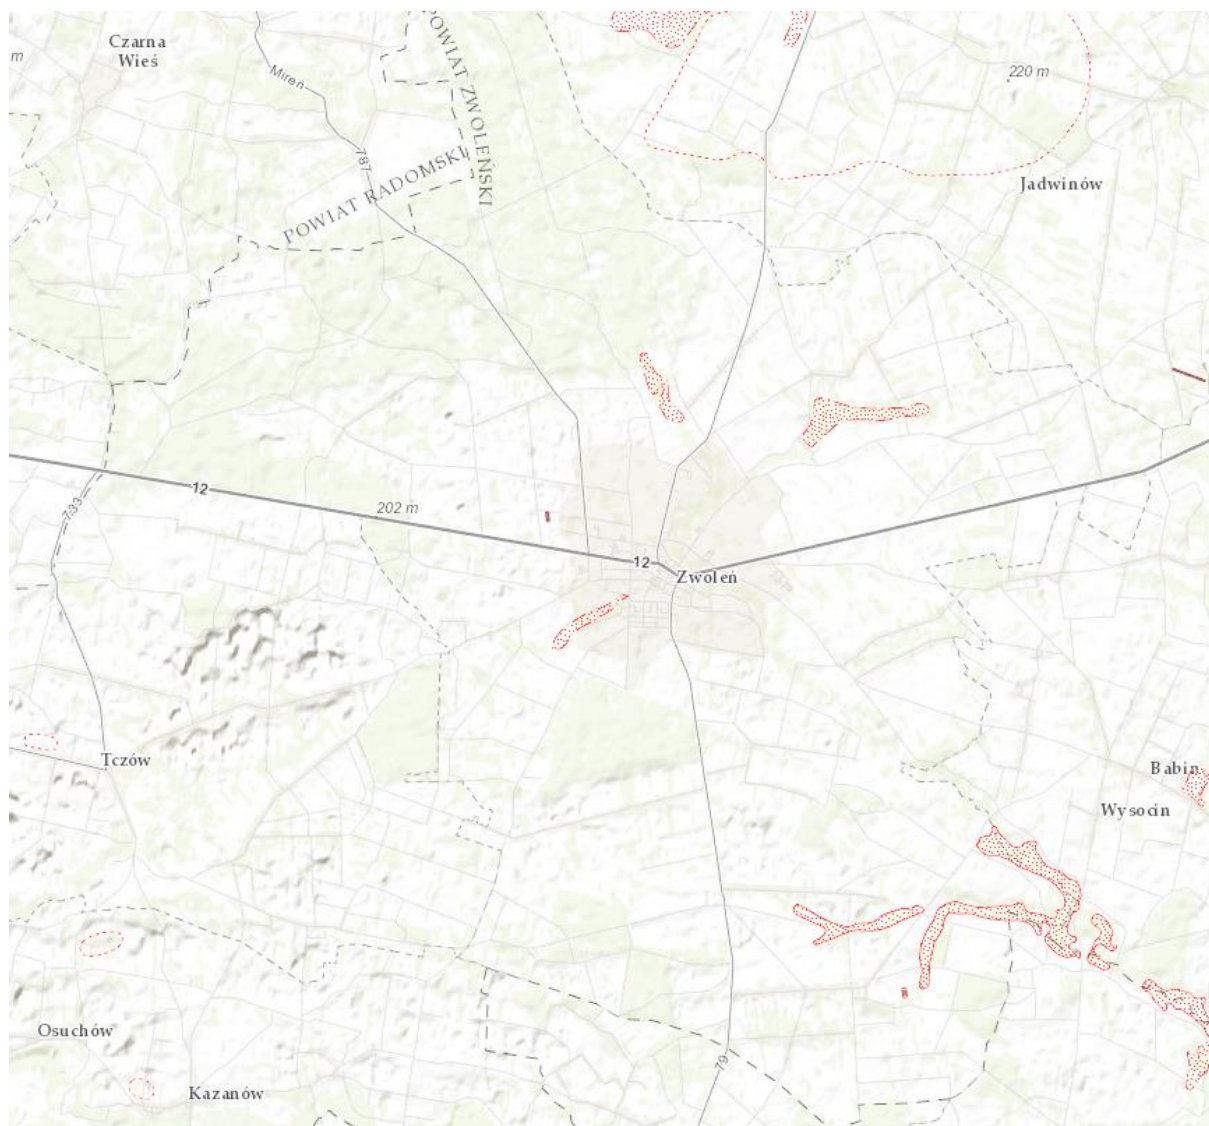 Czarna
Wieś
m
Mireń
220 m
POWIAT ZWOLEŃSKI
787
POWIAT RADOMSKI
Jadwinów
12
202 m
733
12
Zwoleń
Tczów
Babin
Wysocin
Osuchów
79
Kazanów